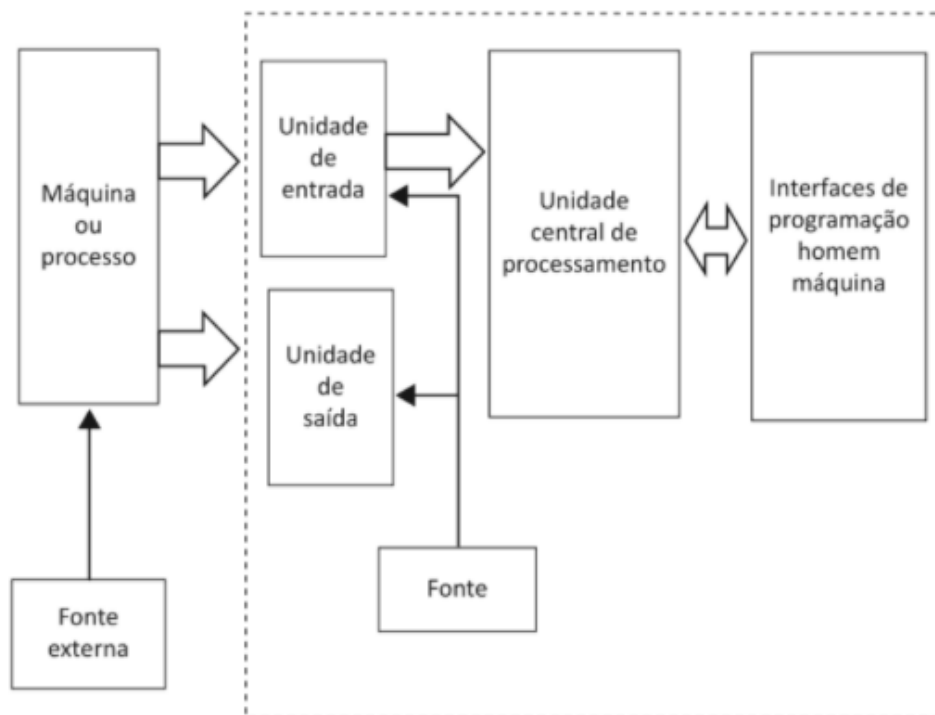 Máquina
ou
processo
Unidade
de
entrada
Unidade
de
saída
Unidade
central de
processamento
Interfaces de
programação
homem
máquina
Fonte
externa
Fonte